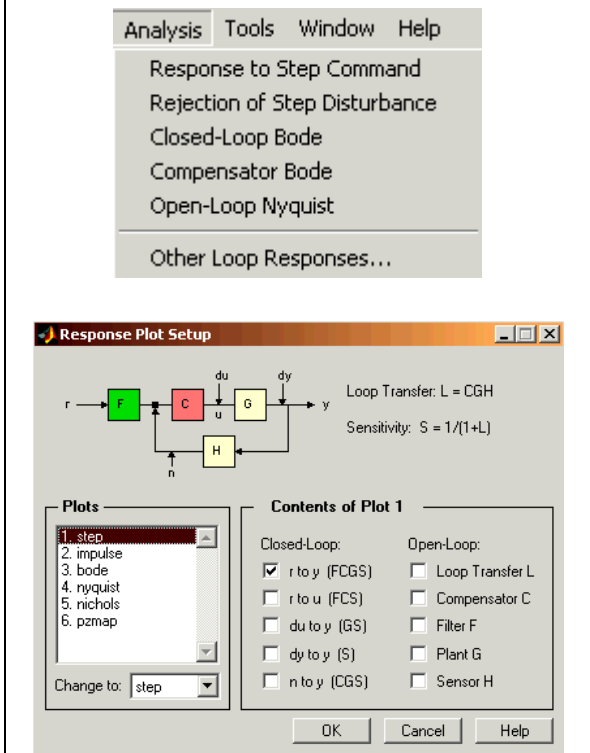 Analysis Tools Window Help
Response to Step Command
Rejection of Step Disturbance
Closed-Loop Bode
Compensator Bode
Open-Loop Nyquist
Other Loop Responses...
Response Plot Setup
du dy
r F C u G y
H
n
Loop Transfer: L = CGH
Sensitivity: S = 1/(1+L)
Plots
1. step
2. impulse
3. bode
4. nyquist
5. nichols
6. pzmap
Change to: step
Contents of Plot 1
Closed-Loop: Open-Loop:
r to y (FCGS) Loop Transfer L
r to u (FCS) Compensator C
du to y (GS) Filter F
dy to y (S) Plant G
n to y (CGS) Sensor H
OK Cancel Help